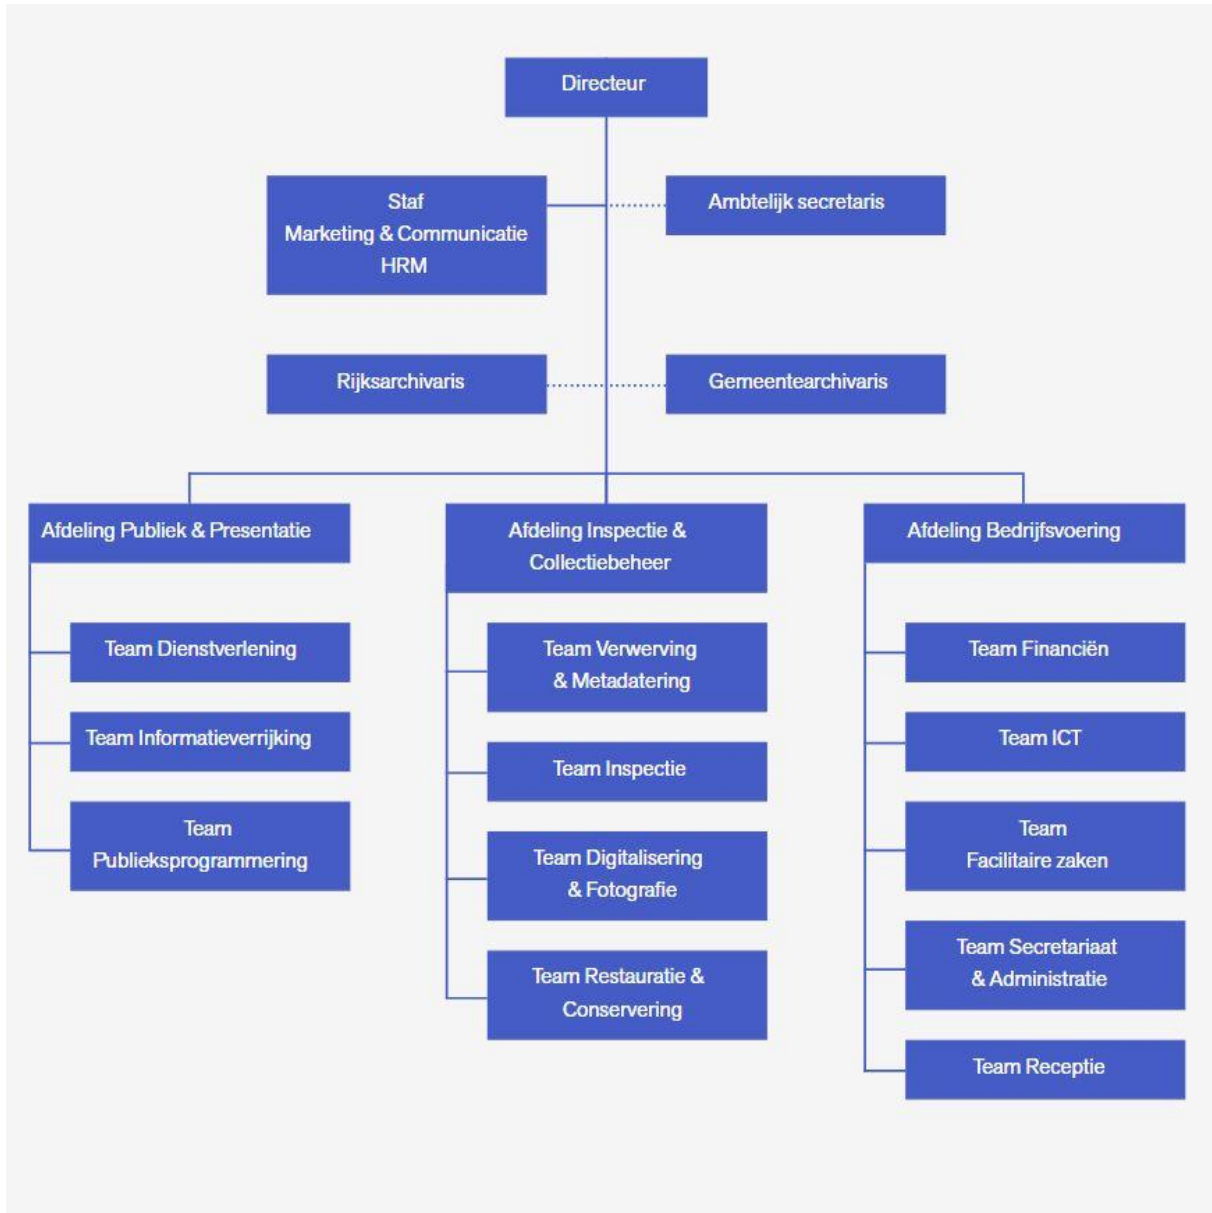 Directeur
Staf
Marketing & Communicatie
HRM
Ambtelijk secretaris
Rijksarchivaris
Gemeentearchivaris
Afdeling Publiek & Presentatie
Team Dienstverlening
Team Informatieverrijking
Team
Publieksprogrammering
Afdeling Inspectie &
Collectiebeheer
Team Verwerving
& Metadatering
Team Inspectie
Team Digitalisering
& Fotografie
Team Restauratie &
Conservering
Afdeling Bedrijfsvoering
Team Financiën
Team ICT
Team
Facilitaire zaken
Team Secretariaat
& Administratie
Team Receptie